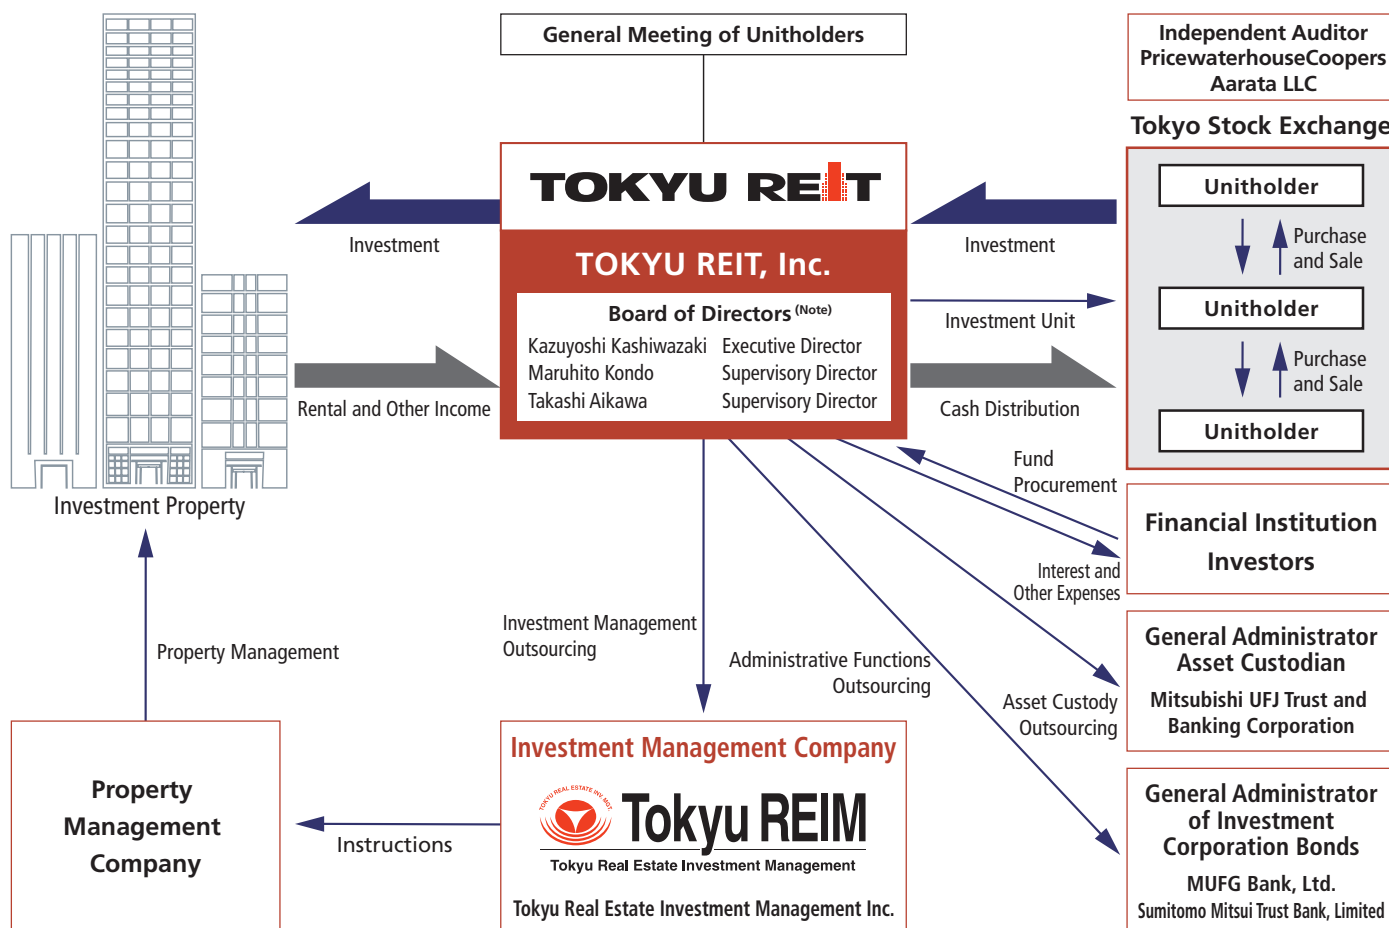 General Meeting of Unitholders
Independent Auditor
PricewaterhouseCoopers
Aarata LLC
Tokyo Stock Exchange
TOKYU REIT
Unitholder
Investment
Investment
Purchase
and Sale
TOKYU REIT, Inc.
Board of Directors (Note)
Kazuyoshi Kashiwazaki Executive Director
Maruhito Kondo Supervisory Director
Takashi Aikawa Supervisory Director
Unitholder
Investment Unit
Purchase
and Sale
Rental and Other Income
Cash Distribution
Unitholder
Investment Property
Fund
Procurement
Financial Institution
Investors
Interest and
Other Expenses
Property Management
Investment Management
Outsourcing
Administrative Functions
Outsourcing
Asset Custody
Outsourcing
General Administrator
Asset Custodian
Mitsubishi UFJ Trust and
Banking Corporation
Property
Management
Company
Instructions
Investment Management Company
TOKYU REAL ESTATE INV. MGT.
Tokyu REIM
Tokyu Real Estate Investment Management
Tokyu Real Estate Investment Management Inc.
General Administrator
of Investment
Corporation Bonds
MUFG Bank, Ltd.
Sumitomo Mitsui Trust Bank, Limited